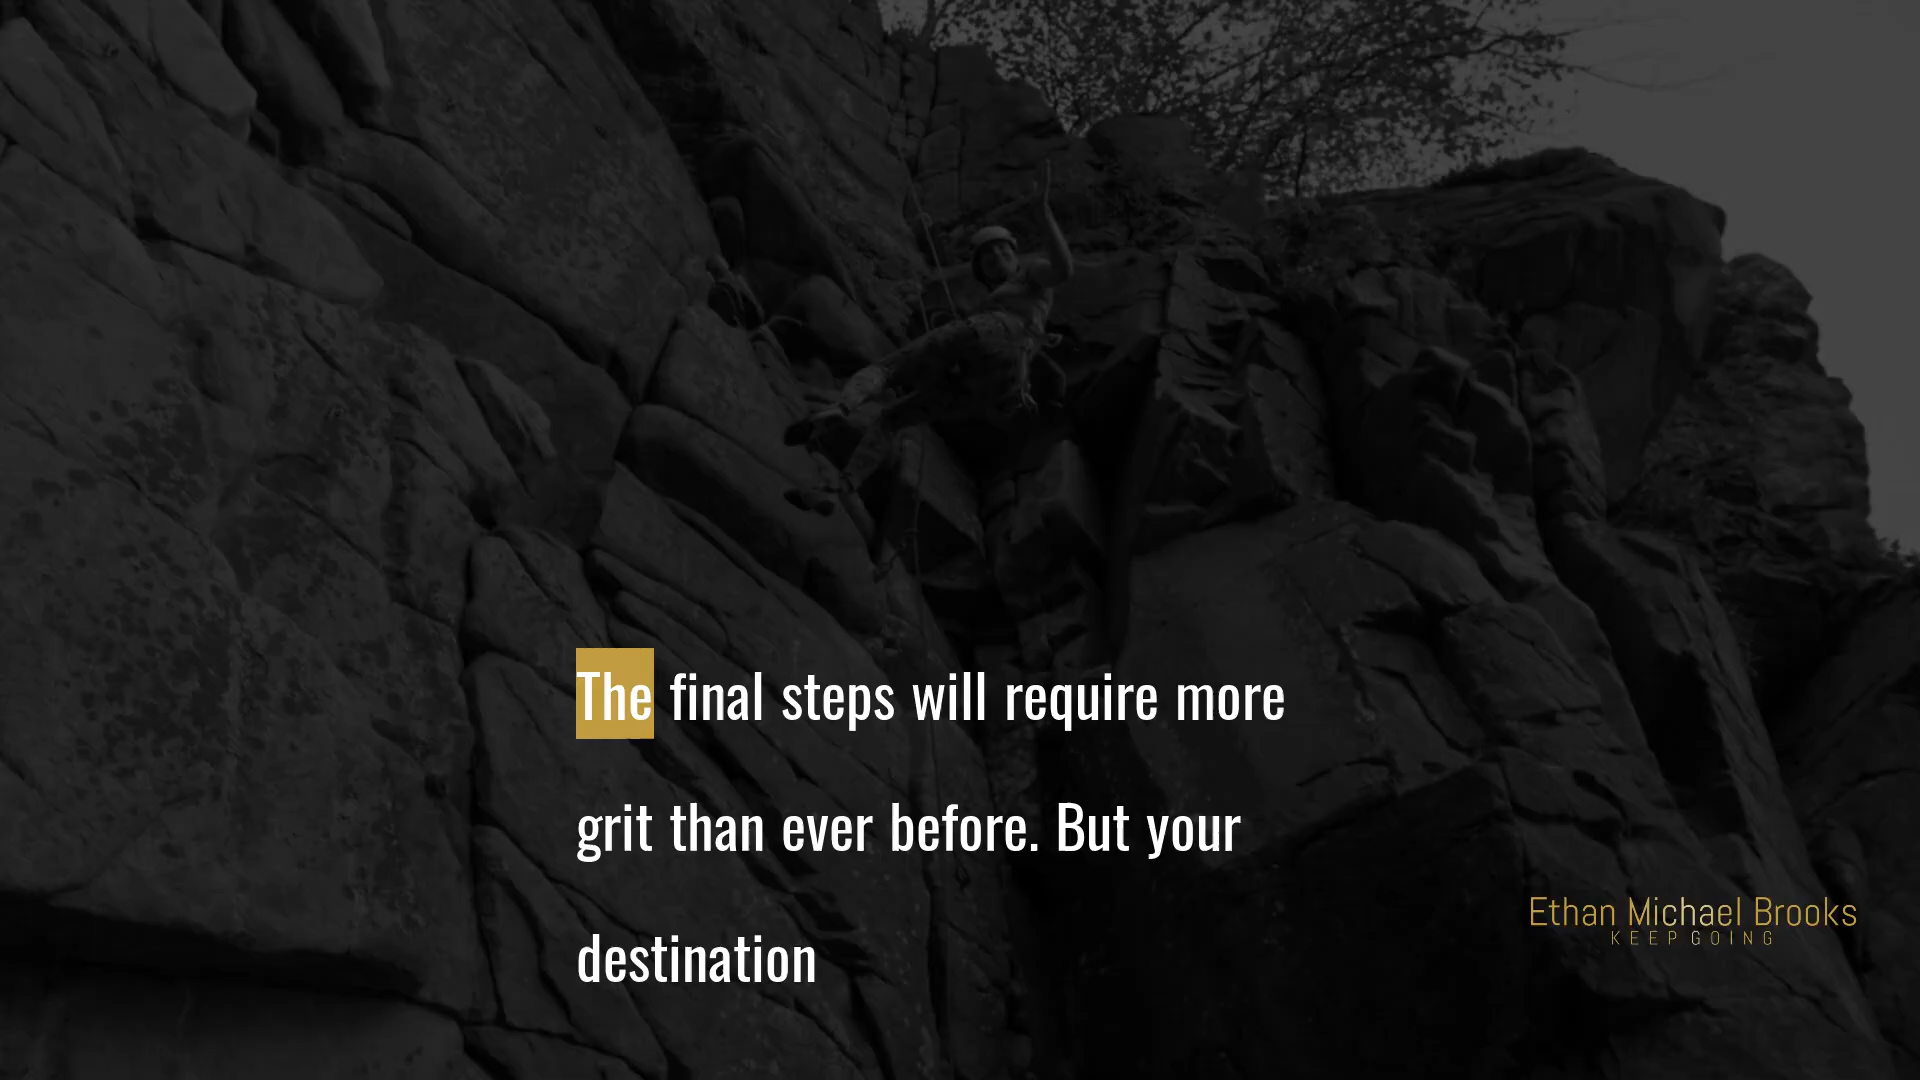 The final steps will require more
grit than ever before. But your
destination
Ethan Michael Brooks
KEEP GOING